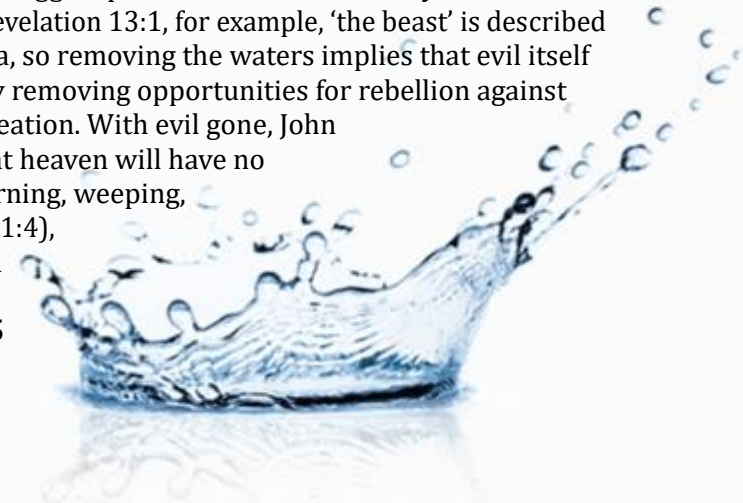 evelation 13:1, for example, ‘the beast’ is described
a, so removing the waters implies that evil itself
removing opportunities for rebellion against
eation. With evil gone, John
heaven will have no
rning, weeping,
1:4),